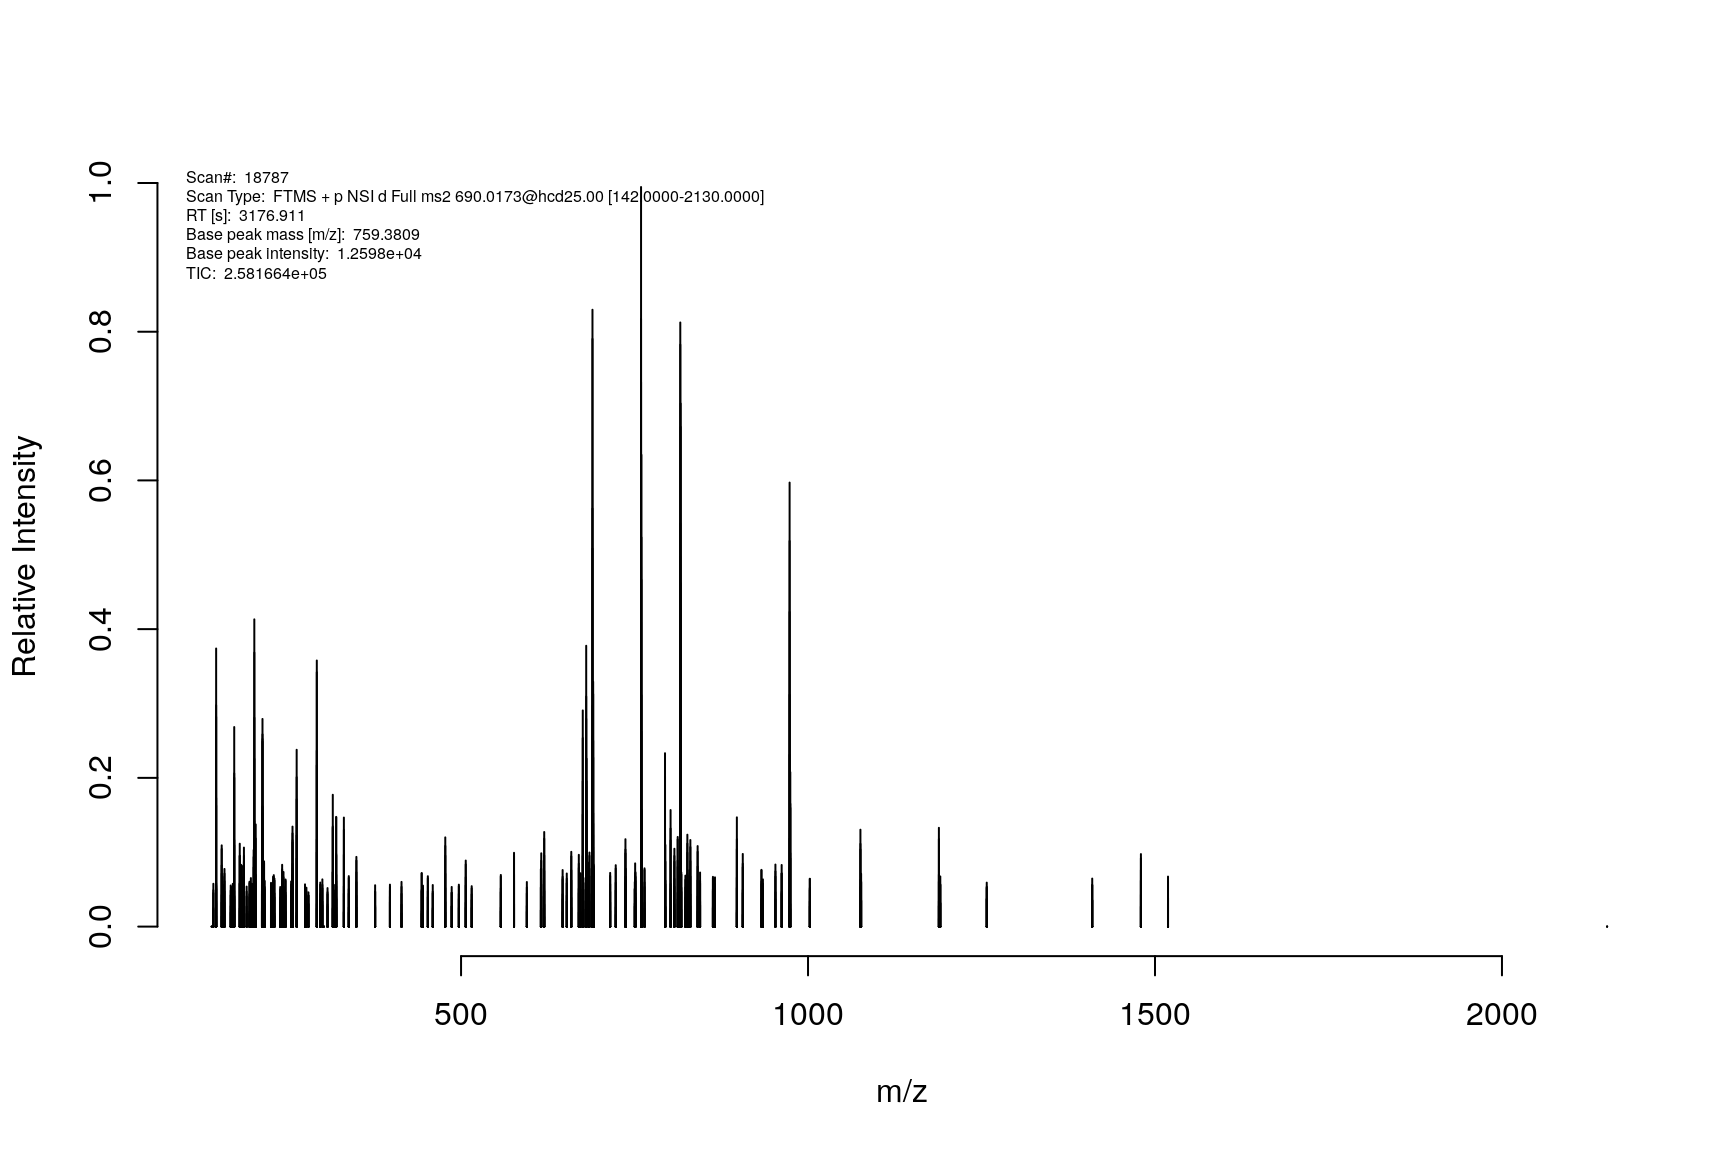 Scan#: 18787
Scan Type: FTMS + p NSI d Full ms2 690.0173@hcd25.00 [142.0000-2130.0000]
RT [s]: 3176.911
Base peak mass [m/z]: 759.3809
Base peak intensity: 1.2598e+04
TIC: 2.581664e+05
1.0
0.8
0.6
0.4
0.2
0.0
Relative Intensity
500 1000 1500 2000
m/z